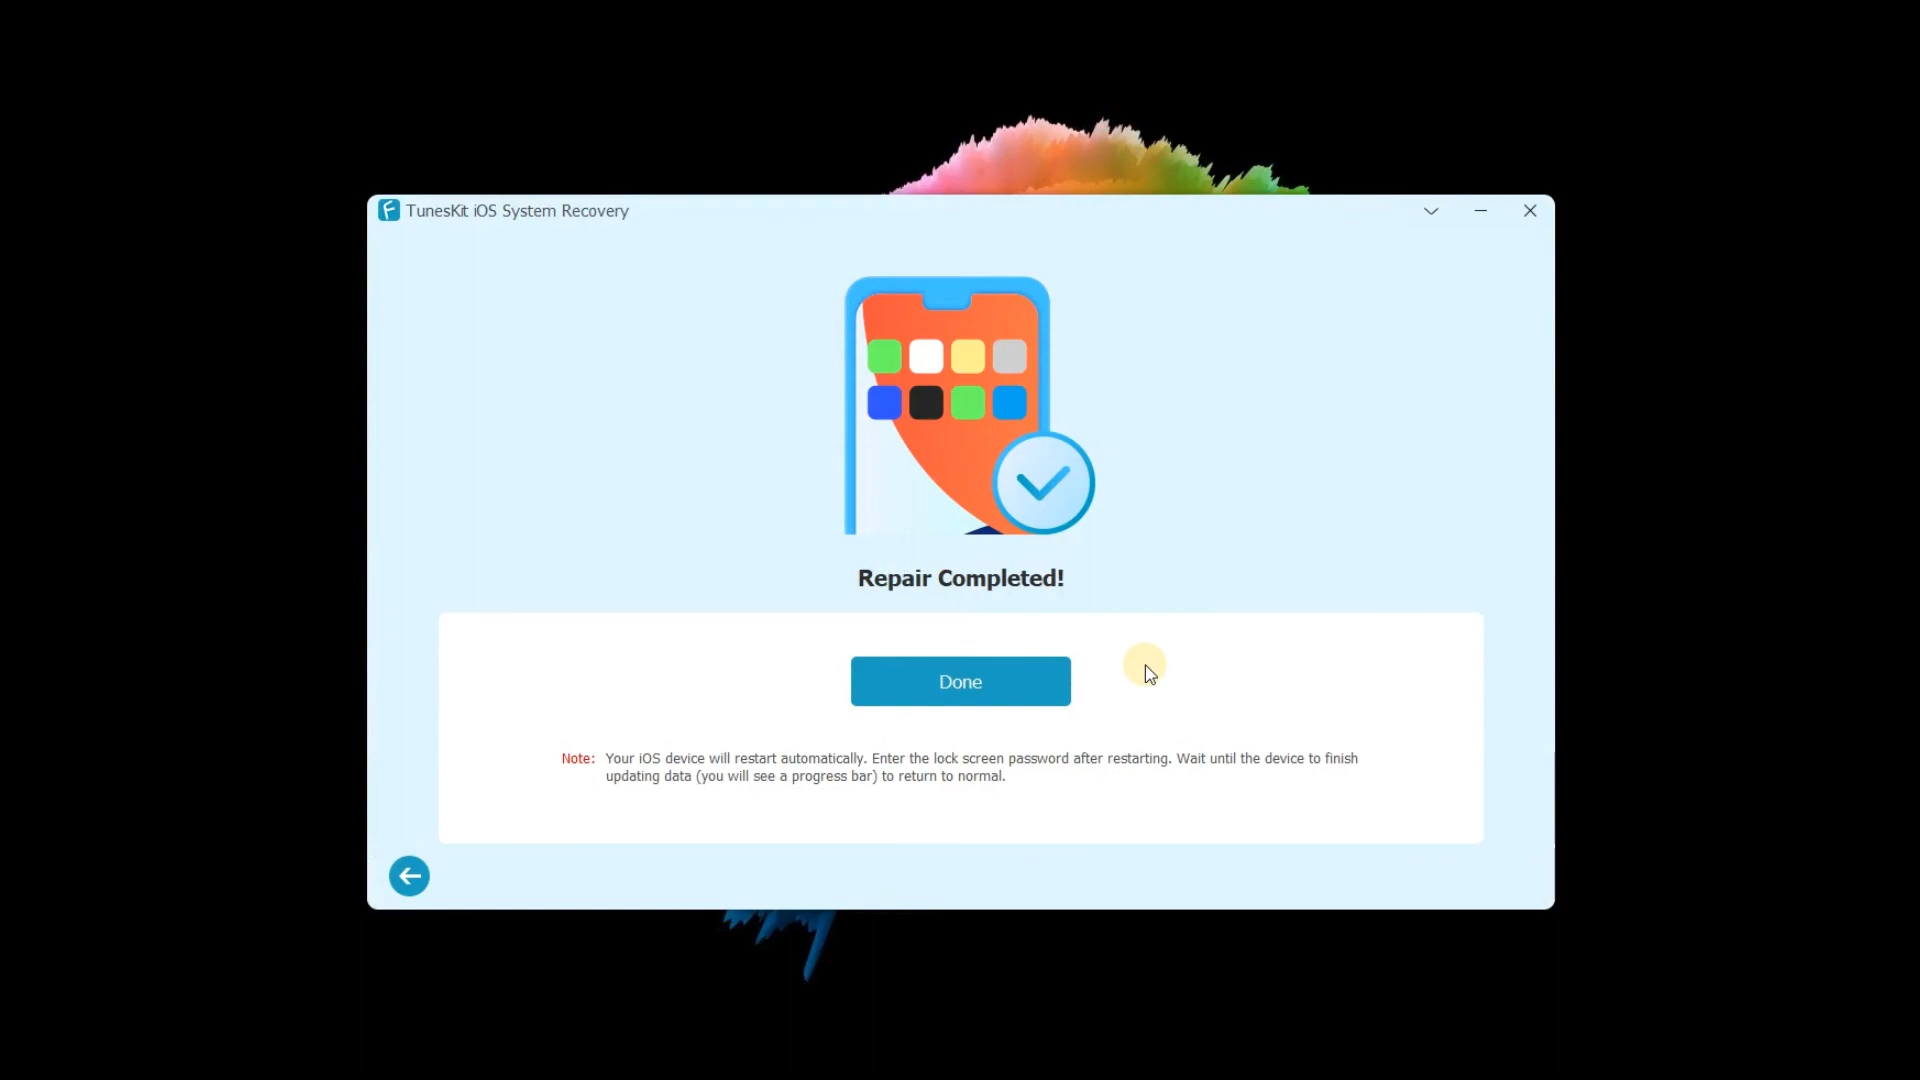 TunesKit iOS System Recovery
Repair Completed!
Done
Note: Your iOS device will restart automatically. Enter the lock screen password after restarting. Wait until the device to finish
updating data (you will see a progress bar) to return to normal.